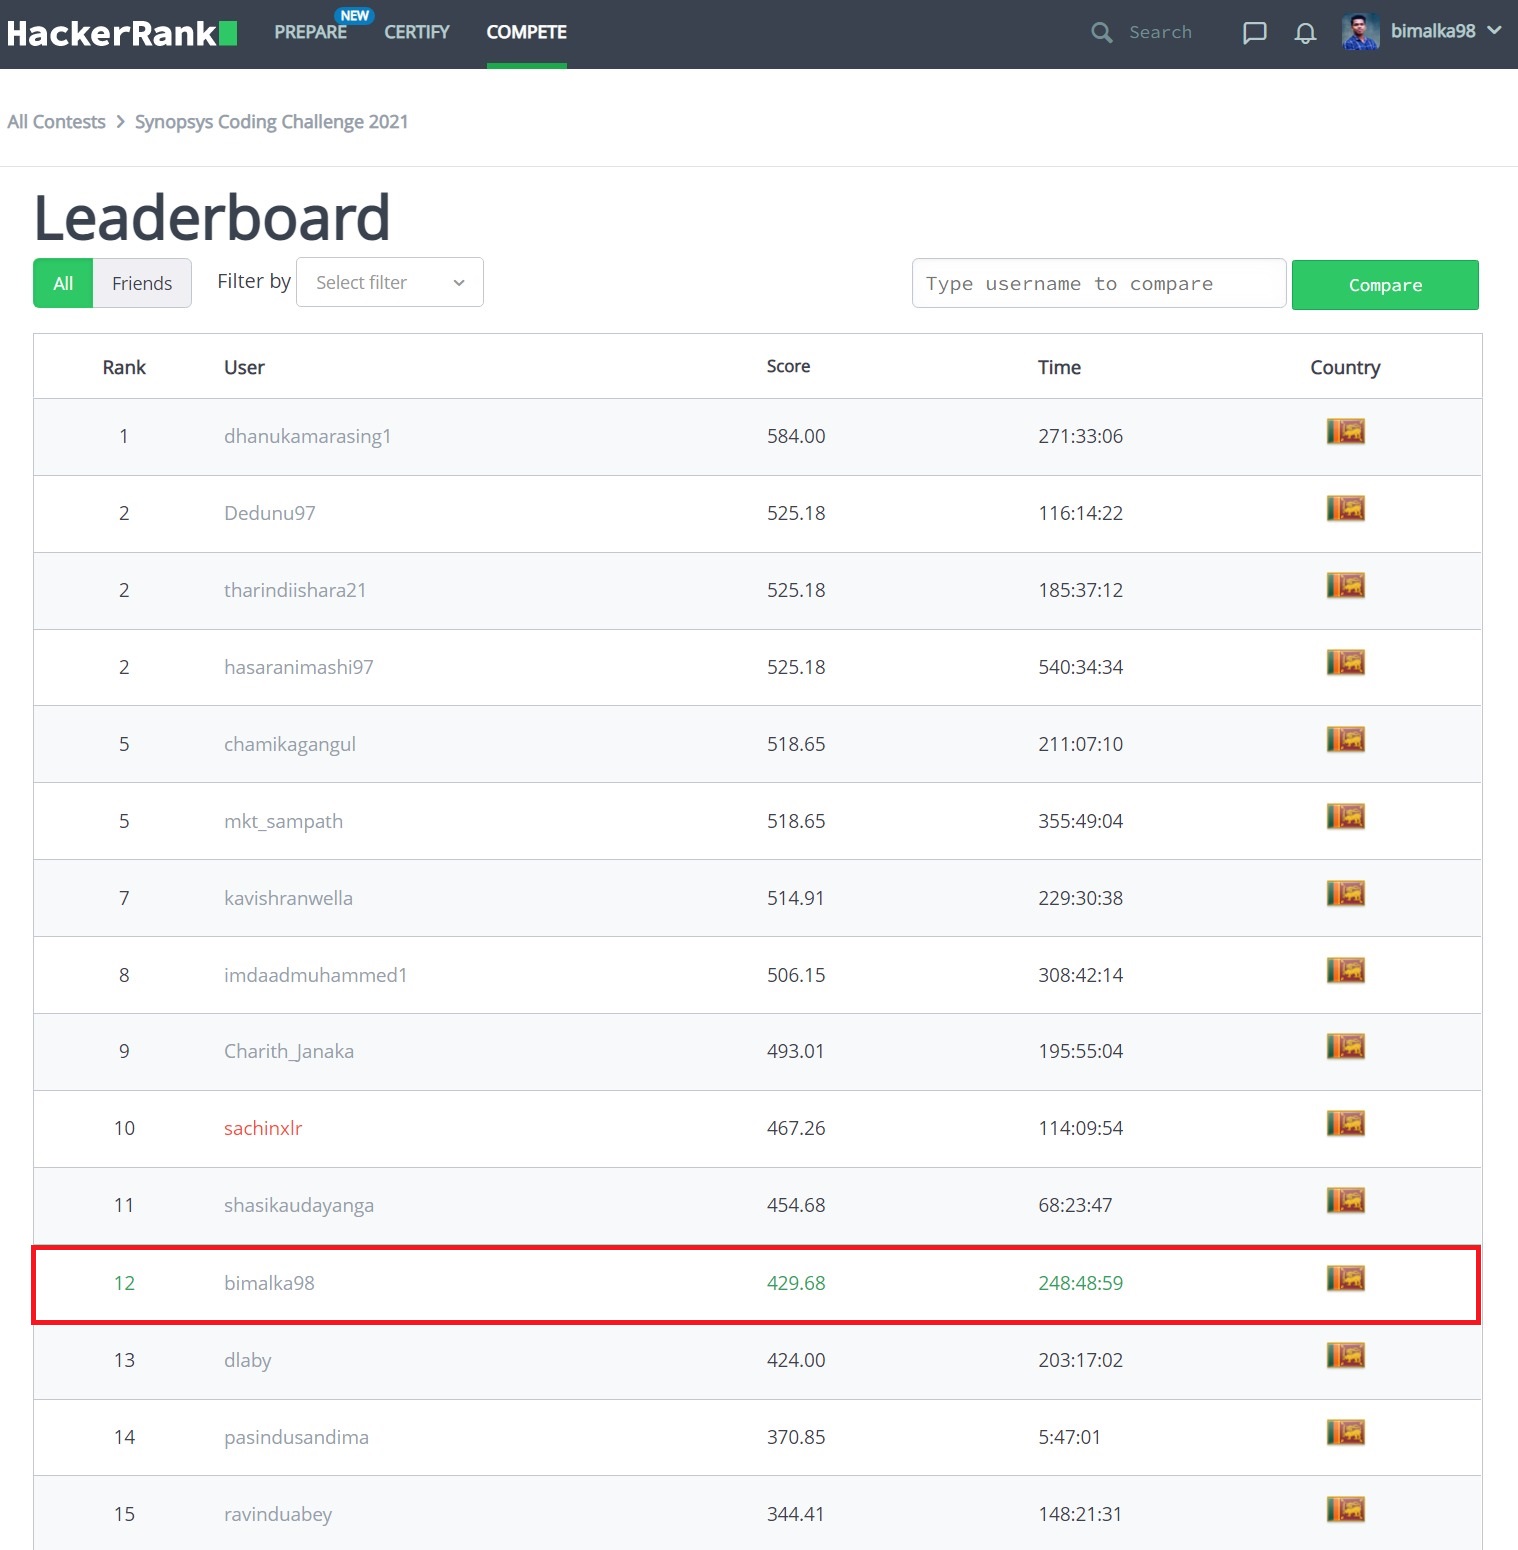 HackerRank PREPARE NEW CERTIFY COMPETE Search bimalka98
All Contests > Synopsys Coding Challenge 2021
Leaderboard
All Friends Filter by Select filter Type username to compare Compare
Rank User Score Time Country
1 dhanukamarasing1 584.00 271:33:06
2 Dedunu97 525.18 116:14:22
2 tharindiishara21 525.18 185:37:12
2 hasaranimashi97 525.18 540:34:34
5 chamikagangul 518.65 211:07:10
5 mkt_sampath 518.65 355:49:04
7 kavishranwella 514.91 229:30:38
8 imdaadmuhammed1 506.15 308:42:14
9 Charith_Janaka 493.01 195:55:04
10 sachinxlr 467.26 114:09:54
11 shasikaudayanga 454.68 68:23:47
12 bimalka98 429.68 248:48:59
13 dlaby 424.00 203:17:02
14 pasindusandima 370.85 5:47:01
15 ravinduabey 344.41 148:21:31